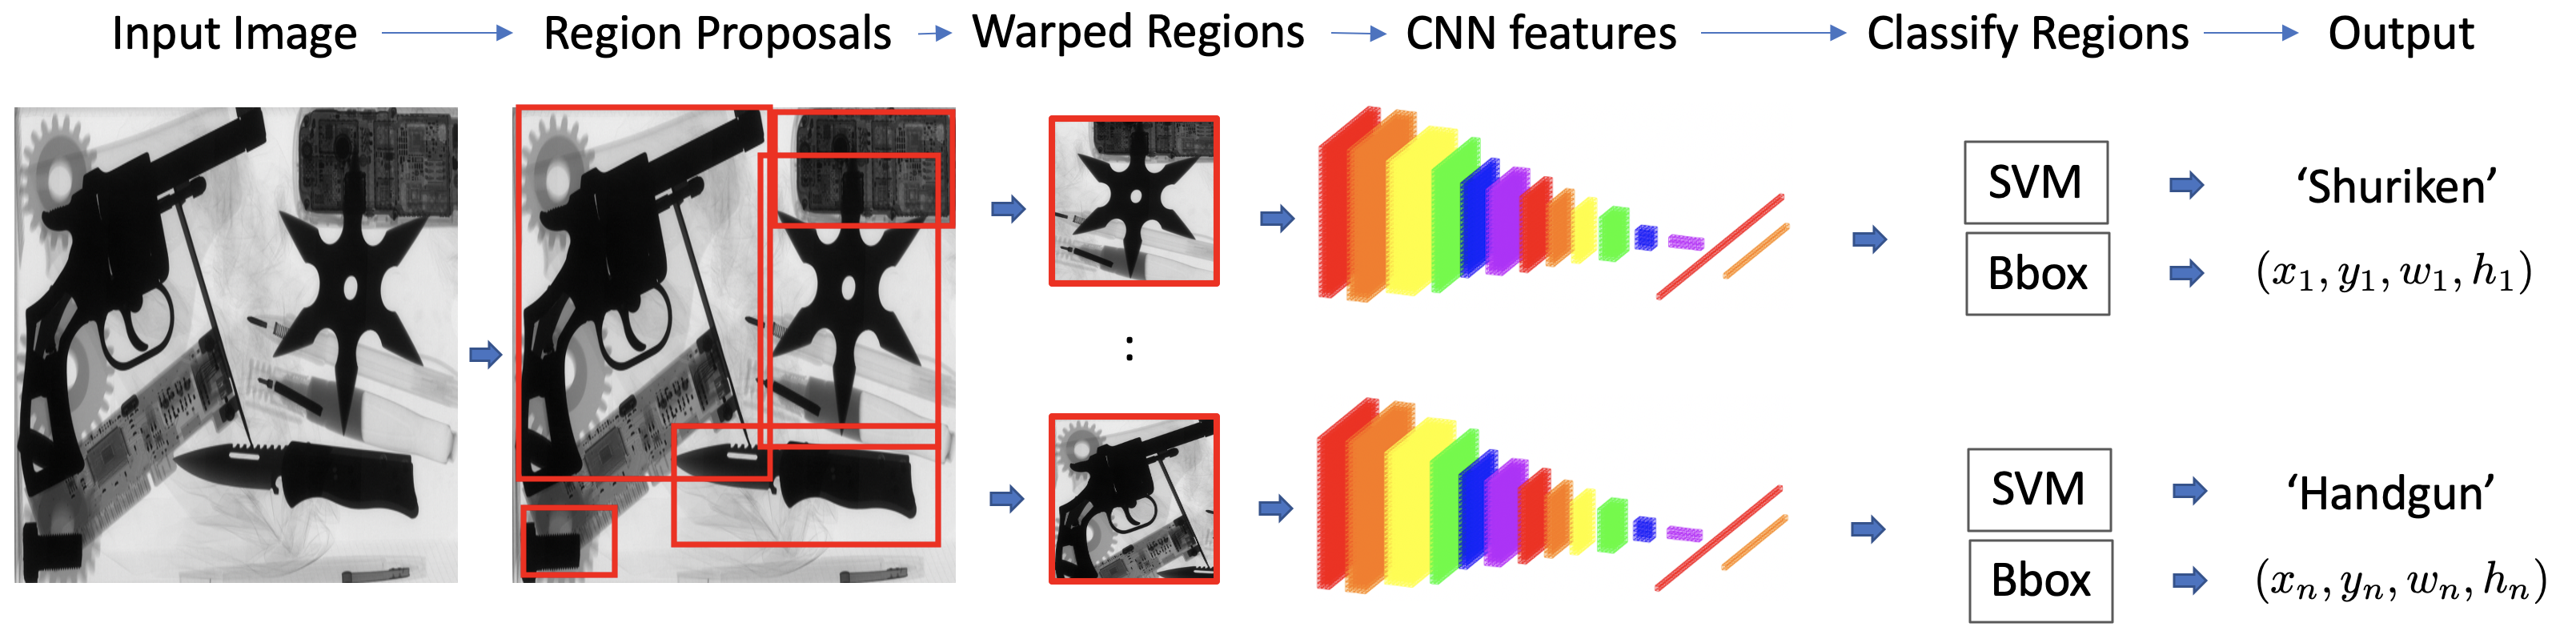 Input Image
Region Proposals
Warped Regions
CNN features
Classify Regions
Output
SVM
‘Shuriken’
Bbox
(x₁, y₁, w₁, h₁)
:
SVM
‘Handgun’
Bbox
(xₙ, yₙ, wₙ, hₙ)